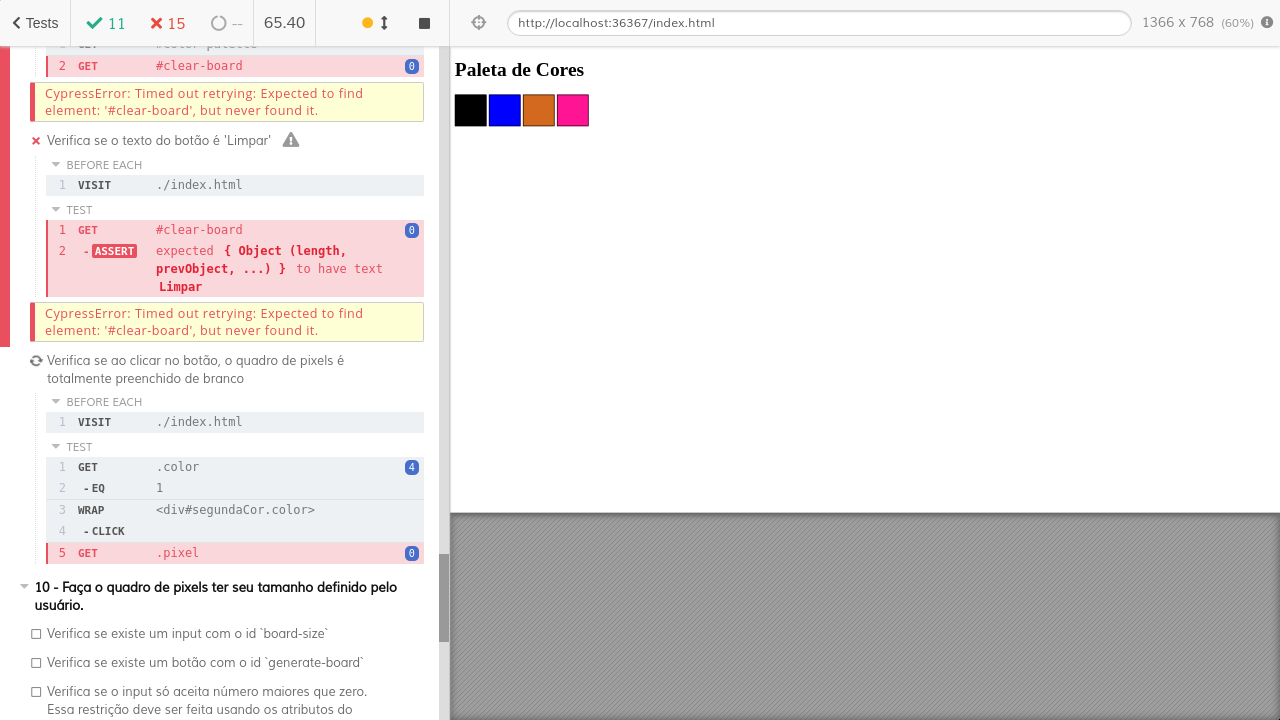 Tests
11
15
--
65.40
http://localhost:36367/index.html
1366 x 768 (60%)
2 GET #clear-board 0
CypressError: Timed out retrying: Expected to find
element: '#clear-board', but never found it.
Verifica se o texto do botão é 'Limpar'
BEFORE EACH
1 VISIT ./index.html
TEST
1 GET #clear-board 0
2 -ASSERT expected { Object (length,
prevObject, ...) } to have text
Limpar
CypressError: Timed out retrying: Expected to find
element: '#clear-board', but never found it.
Verifica se ao clicar no botão, o quadro de pixels é
totalmente preenchido de branco
BEFORE EACH
1 VISIT ./index.html
TEST
1 GET .color 4
2 -EQ 1
3 WRAP <div#segundaCor.color>
4 -CLICK
5 GET .pixel 0
10 - Faça o quadro de pixels ter seu tamanho definido pelo
usuário.
Verifica se existe um input com o id `board-size`
Verifica se existe um botão com o id `generate-board`
Verifica se o input só aceita número maiores que zero.
Essa restrição deve ser feita usando os atributos do
Paleta de Cores